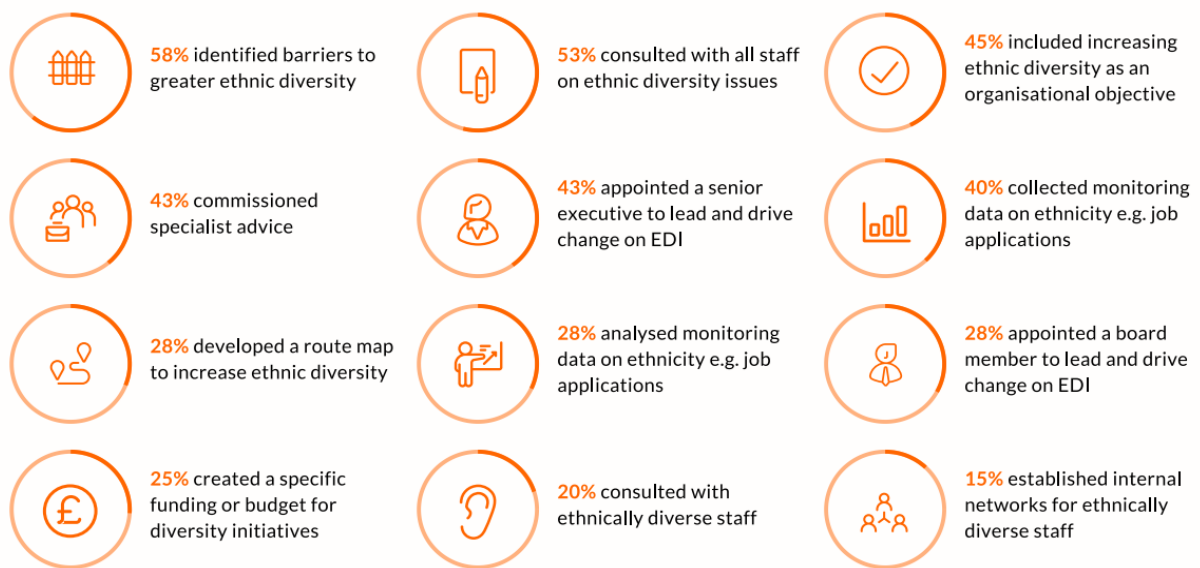 58% identified barriers to
greater ethnic diversity
53% consulted with all staff
on ethnic diversity issues
45% included increasing
ethnic diversity as an
organisational objective
43% commissioned
specialist advice
43% appointed a senior
executive to lead and drive
change on EDI
40% collected monitoring
data on ethnicity e.g. job
applications
28% developed a route map
to increase ethnic diversity
28% analysed monitoring
data on ethnicity e.g. job
applications
28% appointed a board
member to lead and drive
change on EDI
£
25% created a specific
funding or budget for
diversity initiatives
20% consulted with
ethnically diverse staff
15% established internal
networks for ethnically
diverse staff